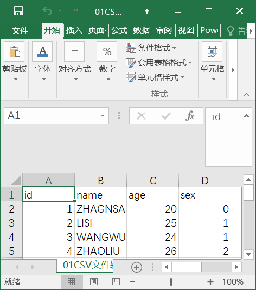 01CS...
文件 开始 插入 页面 公式 数据 审阅 视图 Pow
剪贴板 字体 对齐方式 数字 条件格式 套用表格格式 单元格样式 单元格
样式
A1 id
A B C D
1 id name age sex
2 1 ZHAGNSA 20 0
3 2 LISI 25 1
4 3 WANGWU 24 1
5 4 ZHAOLIU 26 2
01CSV文件
就绪 100%